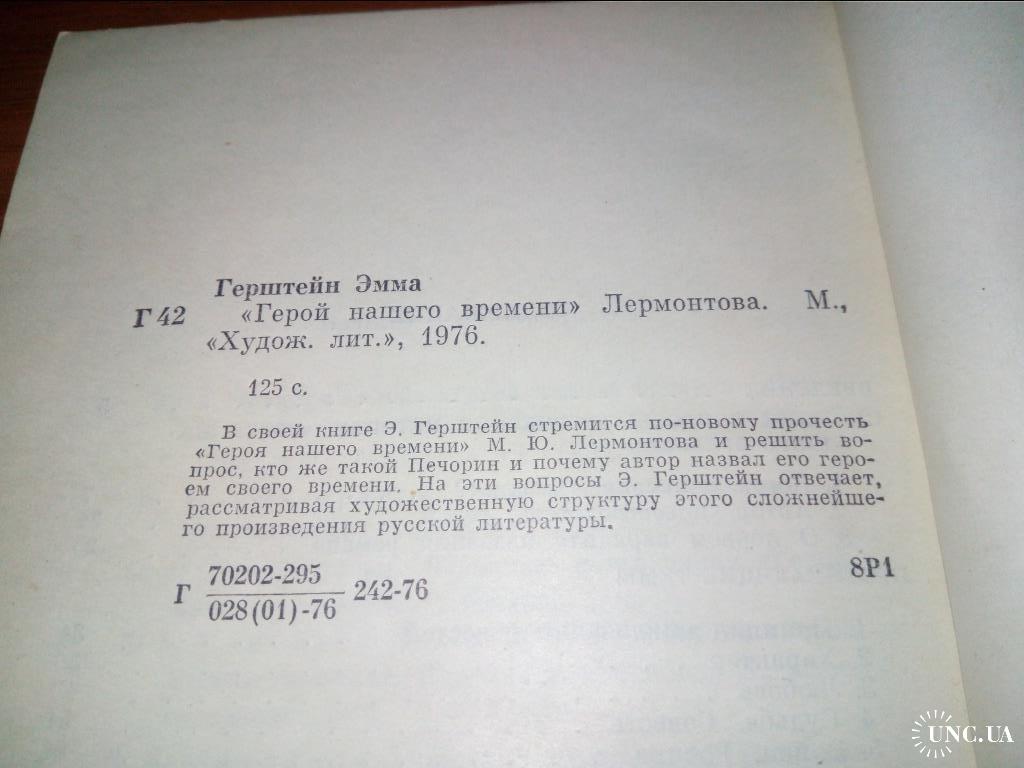 Герштейн Эмма
Г 42 «Герой нашего времени» Лермонтова. М.,
«Худож. лит.», 1976.
125 с.
В своей книге Э. Герштейн стремится по-новому прочесть
«Героя нашего времени» М. Ю. Лермонтова и решить во-
прос, кто же такой Печорин и почему автор назвал его геро-
ем своего времени. На эти вопросы Э. Герштейн отвечает,
рассматривая художественную структуру этого сложнейше-
го произведения русской литературы.
Г 70202-295 242-76 8Р1
028(01)-76
UNC.UA